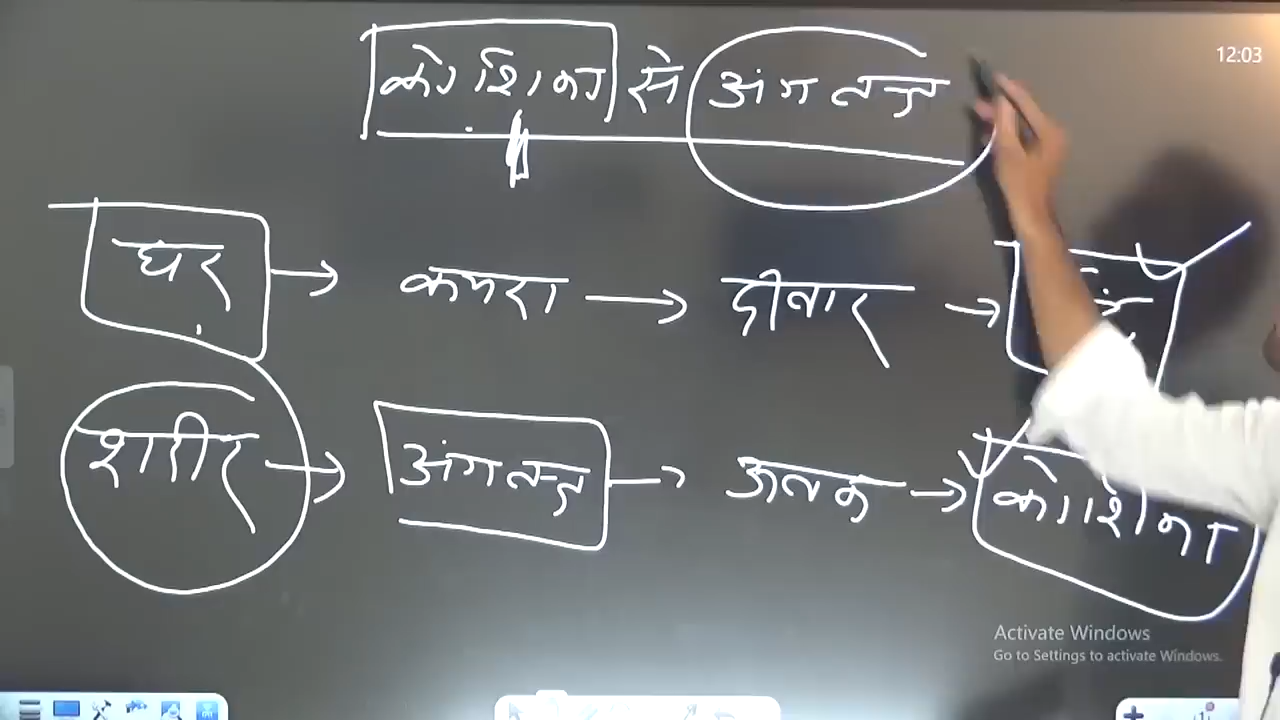 12:03
कोशिका से अंगतन्त्र
घर → कमरा → दीवार →
शरीर → अंगतन्त्र → ऊतक → कोशिका
Activate Windows
Go to Settings to activate Windows.